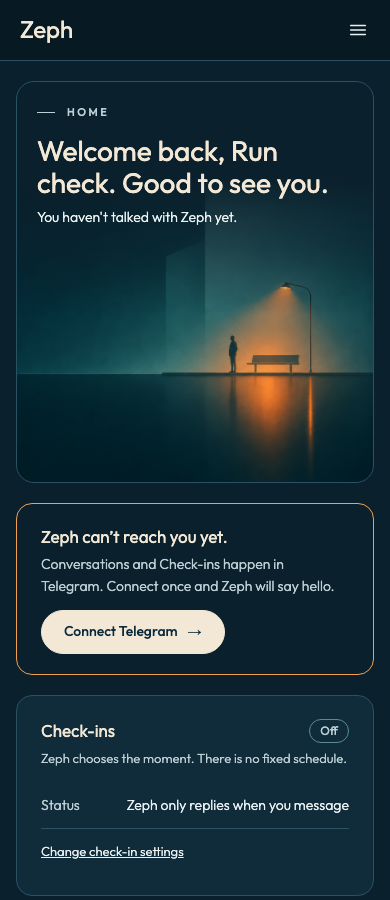 Zeph
HOME
Welcome back, Run
check. Good to see you.
You haven't talked with Zeph yet.
Zeph can’t reach you yet.
Conversations and Check-ins happen in
Telegram. Connect once and Zeph will say hello.
Connect Telegram →
Check-ins
Off
Zeph chooses the moment. There is no fixed schedule.
Status
Zeph only replies when you message
Change check-in settings